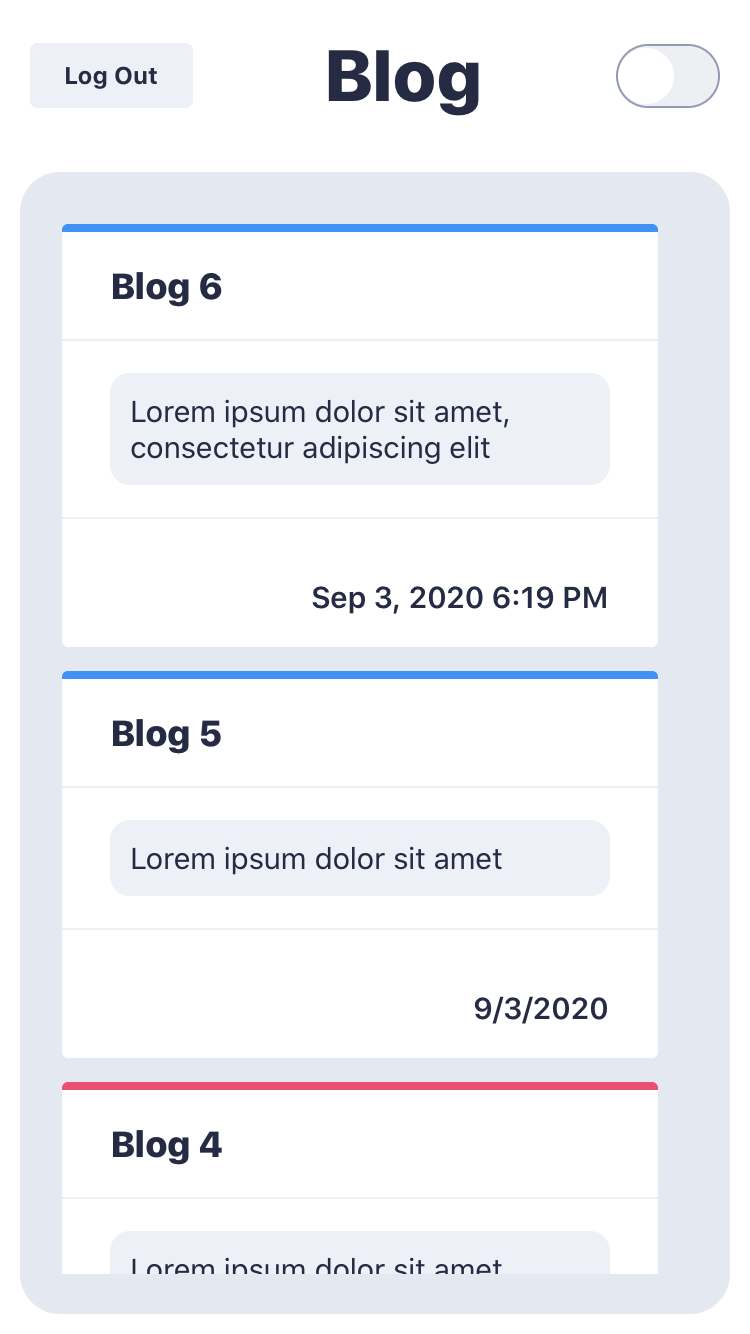 Log Out
Blog
Blog 6
Lorem ipsum dolor sit amet,
consectetur adipiscing elit
Sep 3, 2020 6:19 PM
Blog 5
Lorem ipsum dolor sit amet
9/3/2020
Blog 4
Lorem ipsum dolor sit amet